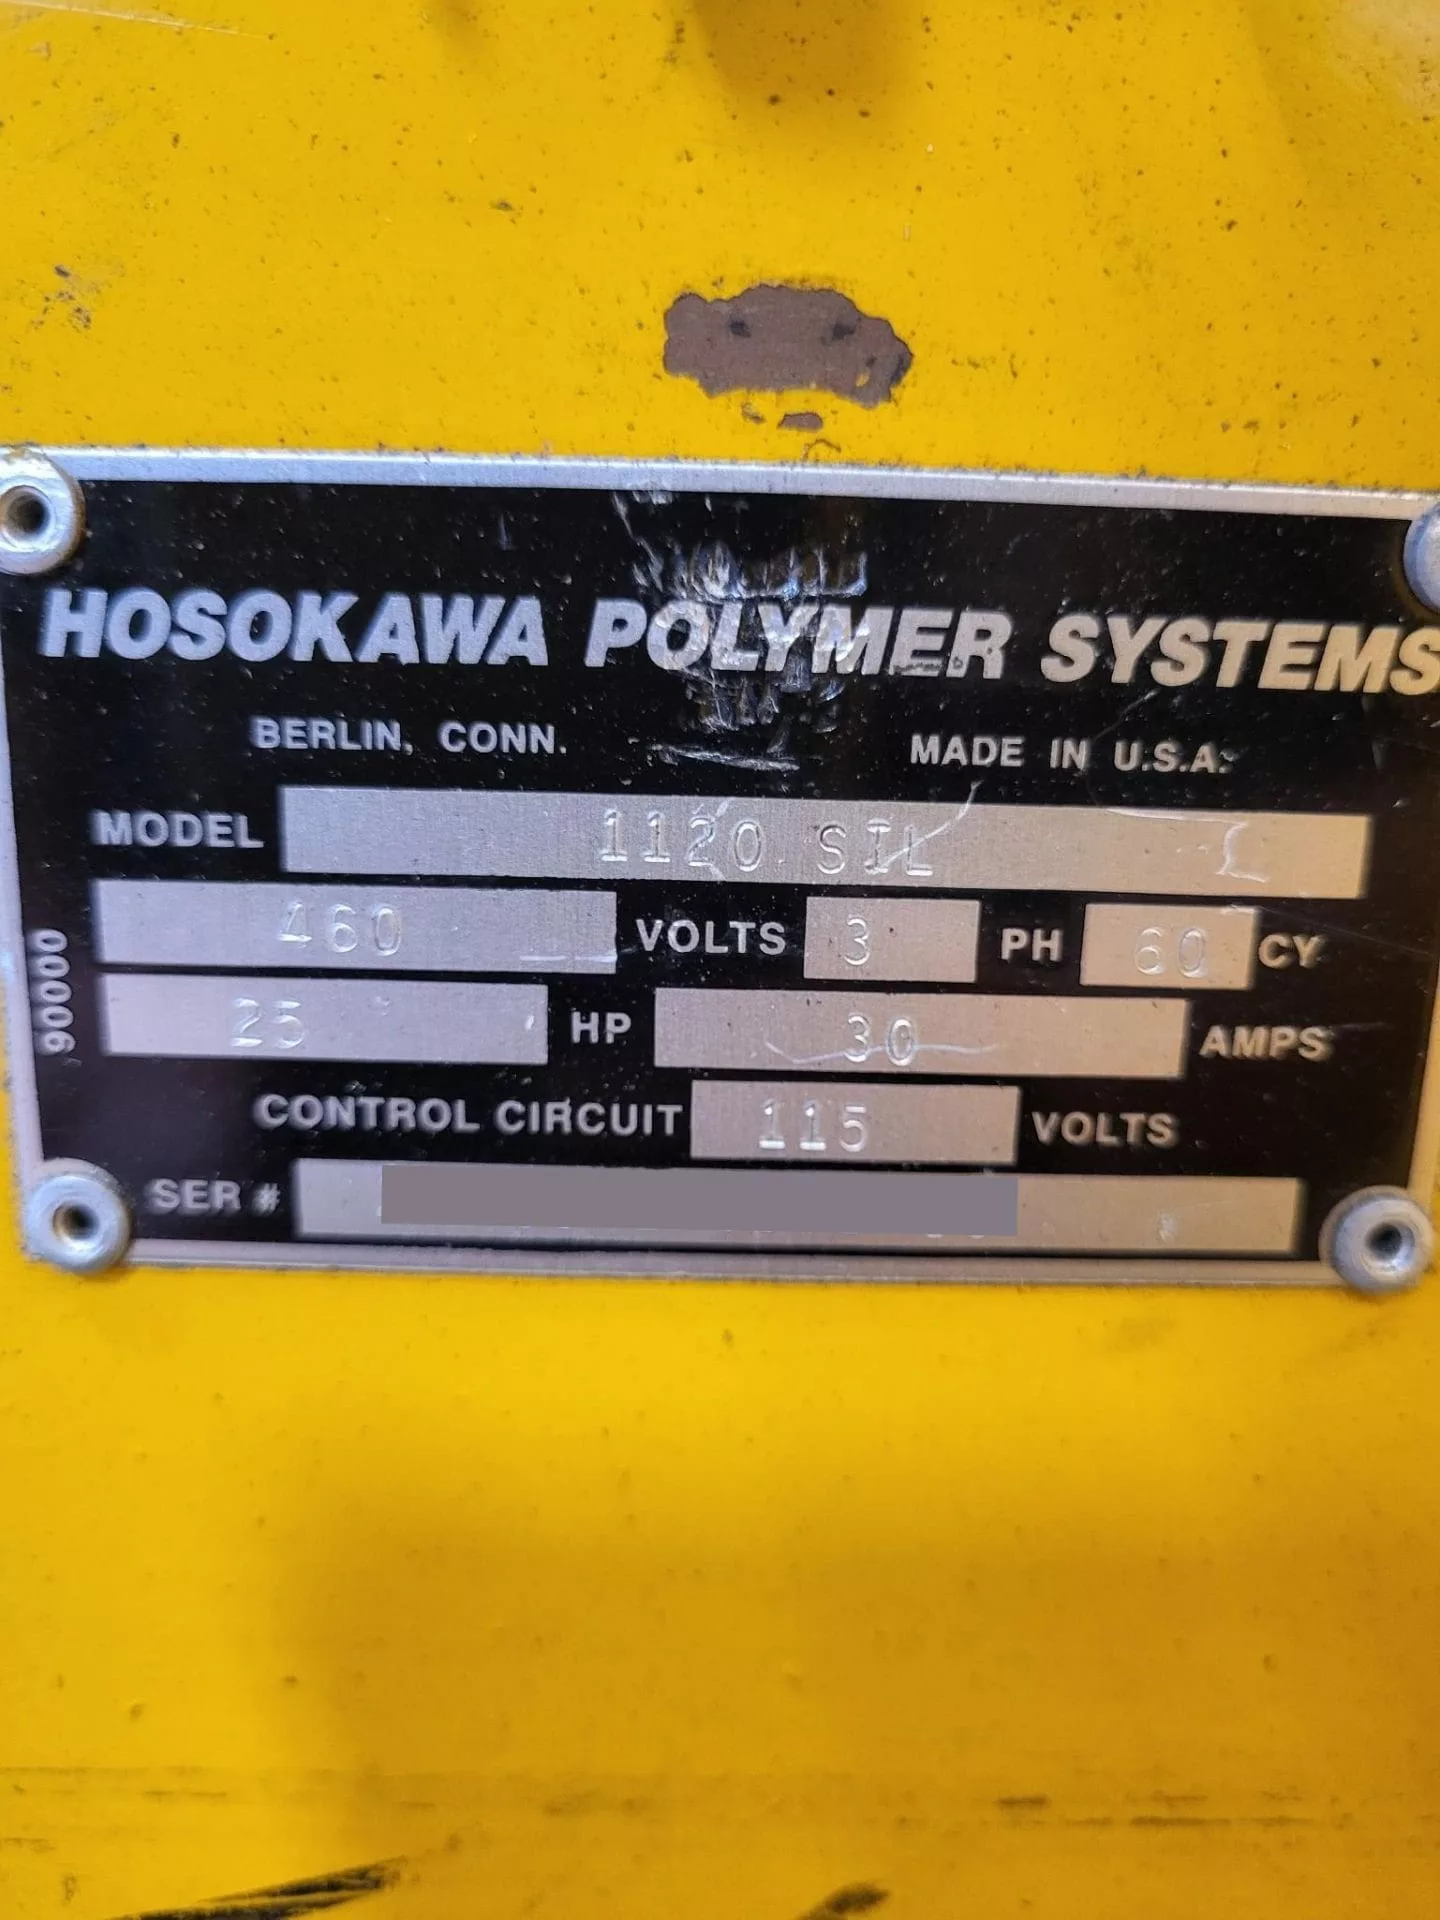 HOSOKAWA POLYMER SYSTEMS
BERLIN, CONN. MADE IN U.S.A.
MODEL 1120 SIL
460 VOLTS 3 PH 60 CY
25 HP 30 AMPS
CONTROL CIRCUIT 115 VOLTS
SER #
90000